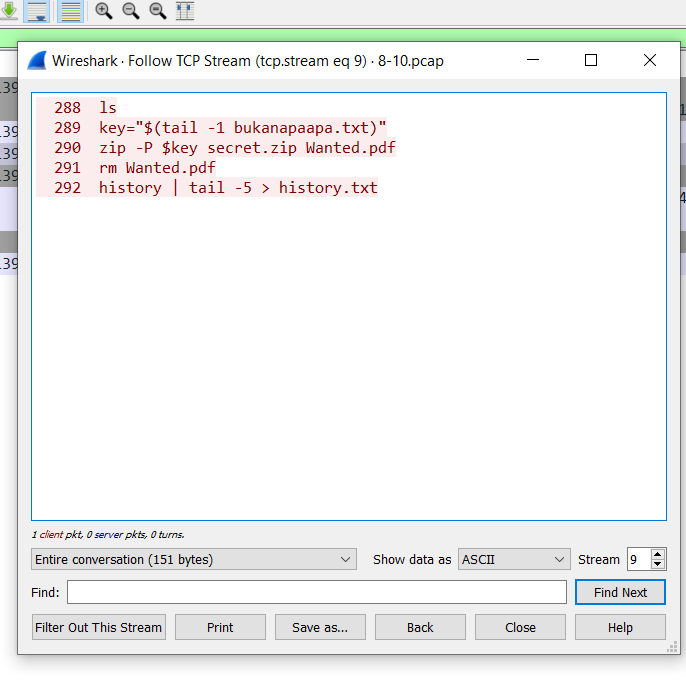 Wireshark · Follow TCP Stream (tcp.stream eq 9) · 8-10.pcap
288 ls
289 key="$(tail -1 bukanapaapa.txt)"
290 zip -P $key secret.zip Wanted.pdf
291 rm Wanted.pdf
292 history | tail -5 > history.txt
1 client pkt, 0 server pkts, 0 turns.
Entire conversation (151 bytes) Show data as ASCII Stream 9
Find: Find Next
Filter Out This Stream Print Save as... Back Close Help